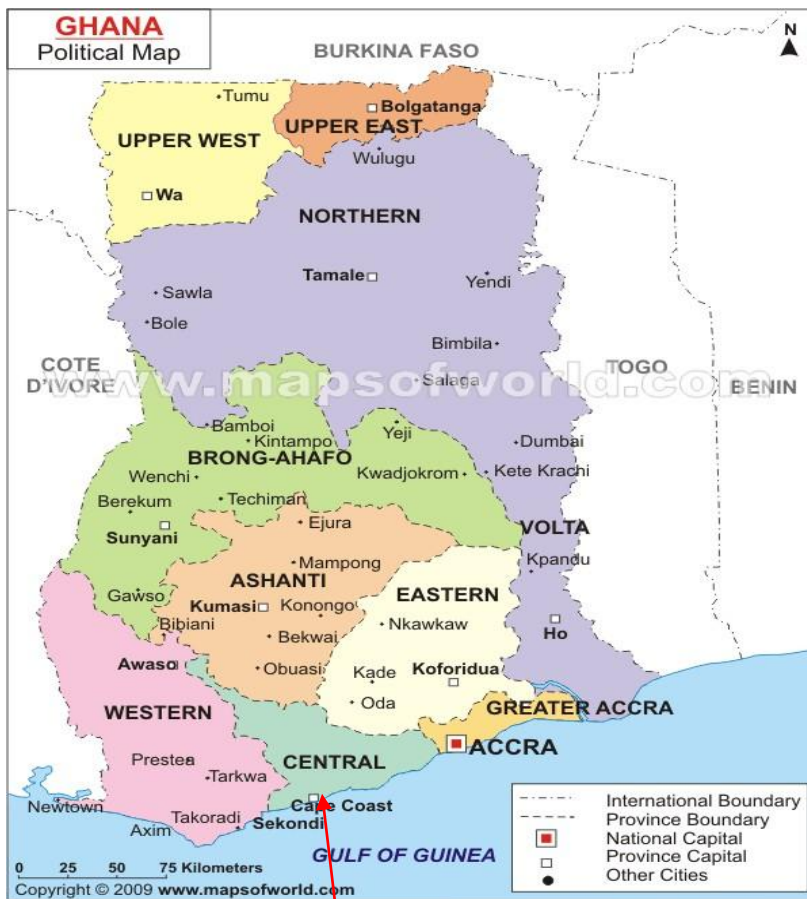 GHANA
Political Map
N
BURKINA FASO
Tumu
Bolgatanga
UPPER EAST
UPPER WEST
Wulugu
Wa
NORTHERN
Tamale
Yendi
Sawla
Bole
Bimbila
COTE
D'IVORE
TOGO
BENIN
www.mapsofworld.com
Salaga
Bamboi
Yeji
Kintampo
Dumbai
BRONG-AHAFO
Wenchi
Kwadjokrom
Kete Krachi
Berekum
Techiman
Ejura
Sunyani
VOLTA
Mampong
Kpandu
ASHANTI
Gawso
EASTERN
Kumasi
Konongo
Nkawkaw
Ho
Bibiani
Bekwai
Awaso
Obuasi
Kade
Koforidua
Oda
WESTERN
GREATER ACCRA
ACCRA
Prestea
CENTRAL
Tarkwa
Newtown
Cape Coast
Takoradi
Sekondi
Axim
GULF OF GUINEA
International Boundary
Province Boundary
National Capital
Province Capital
Other Cities
0 25 50 75 Kilometers
Copyright © 2009 www.mapsofworld.com